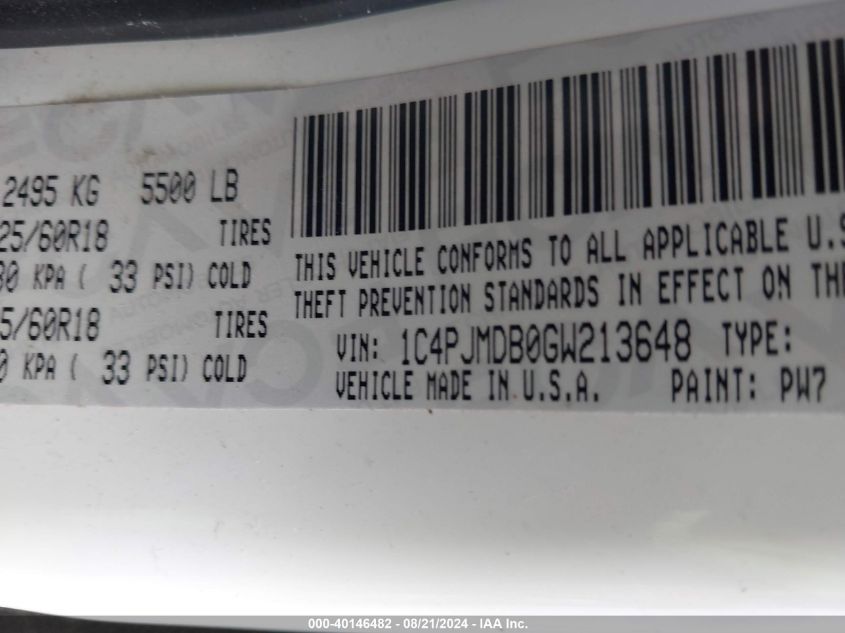 2495 KG 5500 LB
25/60R18 TIRES
30 KPA ( 33 PSI) COLD
5/60R18 TIRES
0 KPA ( 33 PSI) COLD
THIS VEHICLE CONFORMS TO ALL APPLICABLE U.S
THEFT PREVENTION STANDARDS IN EFFECT ON THE
VIN: 1C4PJMDB0GW213648 TYPE:
VEHICLE MADE IN U.S.A. PAINT: PW7
000-40146482 - 08/21/2024 - IAA Inc.